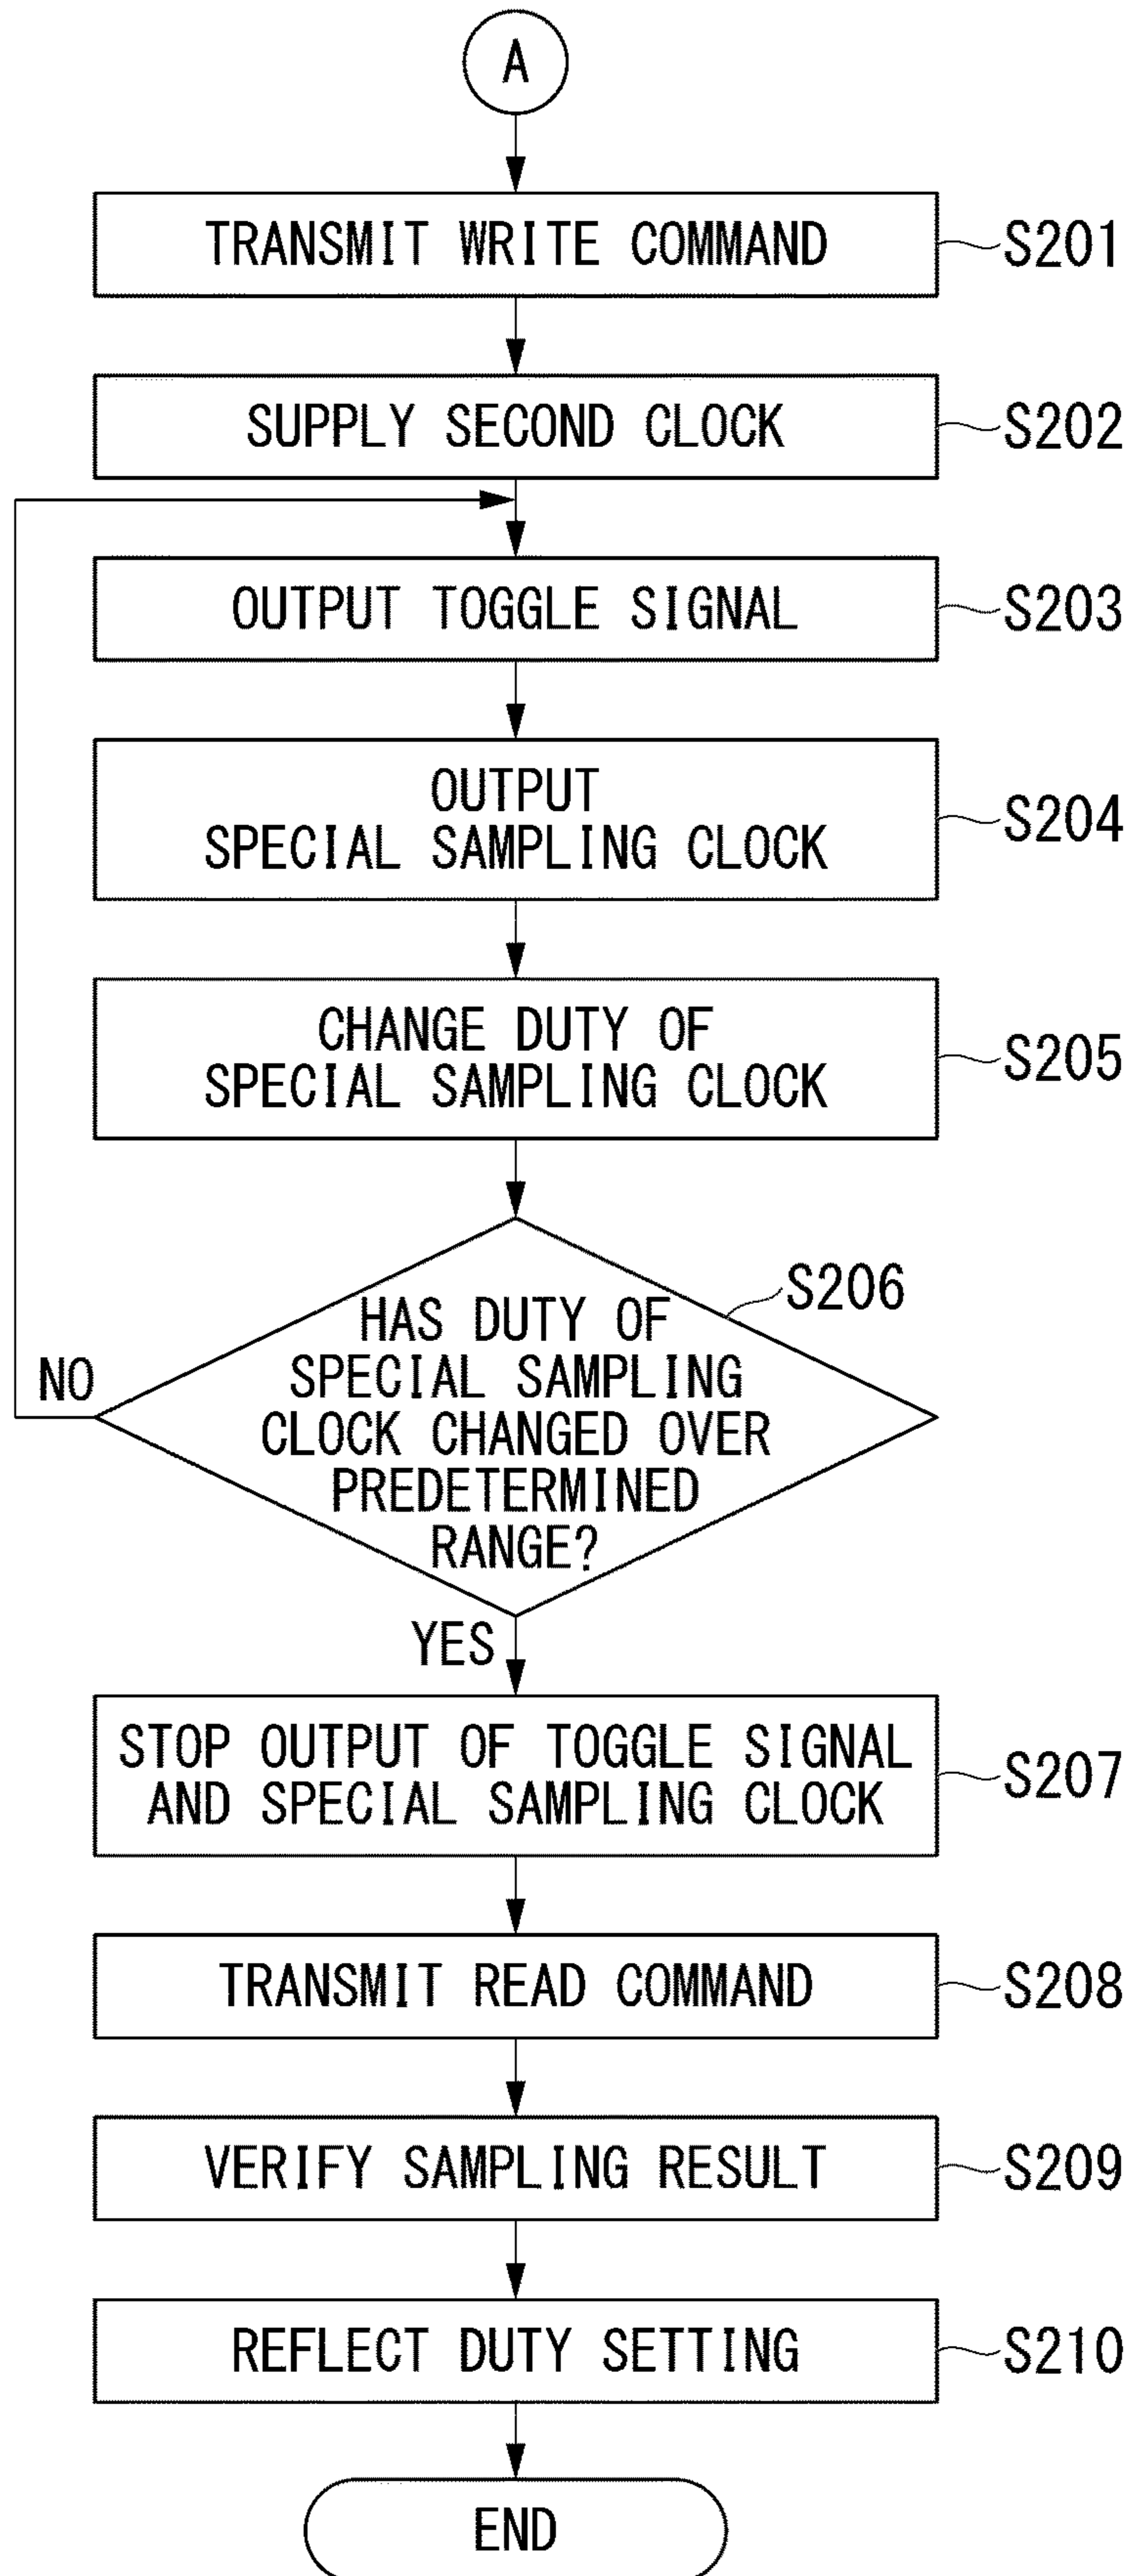 A
TRANSMIT WRITE COMMAND
S201
SUPPLY SECOND CLOCK
S202
OUTPUT TOGGLE SIGNAL
S203
OUTPUT
SPECIAL SAMPLING CLOCK
S204
CHANGE DUTY OF
SPECIAL SAMPLING CLOCK
S205
S206
HAS DUTY OF
SPECIAL SAMPLING
CLOCK CHANGED OVER
PREDETERMINED
RANGE?
NO
YES
STOP OUTPUT OF TOGGLE SIGNAL
AND SPECIAL SAMPLING CLOCK
S207
TRANSMIT READ COMMAND
S208
VERIFY SAMPLING RESULT
S209
REFLECT DUTY SETTING
S210
END